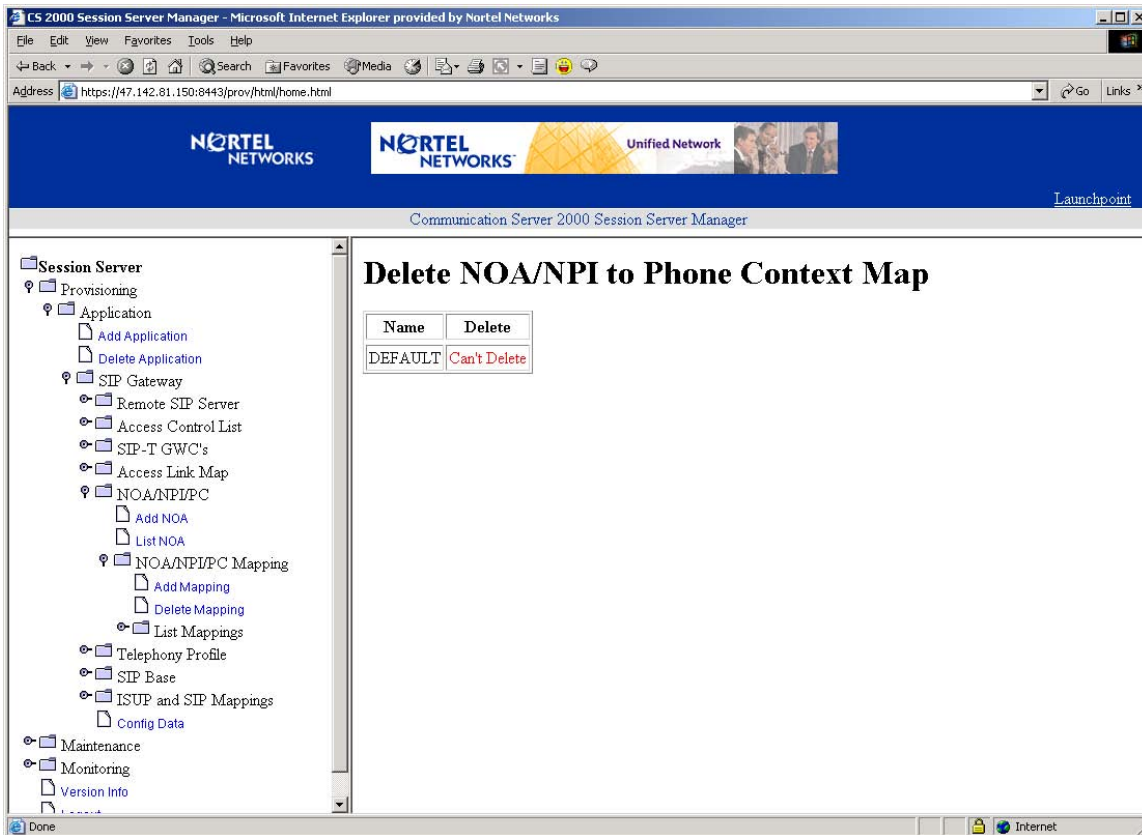 CS 2000 Session Server Manager - Microsoft Internet Explorer provided by Nortel Networks
File Edit View Favorites Tools Help
Back Search Favorites Media
Address https://47.142.81.150:8443/prov/html/home.html Go Links
NORTEL NETWORKS
NORTEL NETWORKS
Unified Network
Launchpoint
Communication Server 2000 Session Server Manager
Session Server
Provisioning
Application
Add Application
Delete Application
SIP Gateway
Remote SIP Server
Access Control List
SIP-T GWC's
Access Link Map
NOA/NPI/PC
Add NOA
List NOA
NOA/NPI/PC Mapping
Add Mapping
Delete Mapping
List Mappings
Telephony Profile
SIP Base
ISUP and SIP Mappings
Config Data
Maintenance
Monitoring
Version Info
Delete NOA/NPI to Phone Context Map
Name Delete
DEFAULT Can't Delete
Done Internet